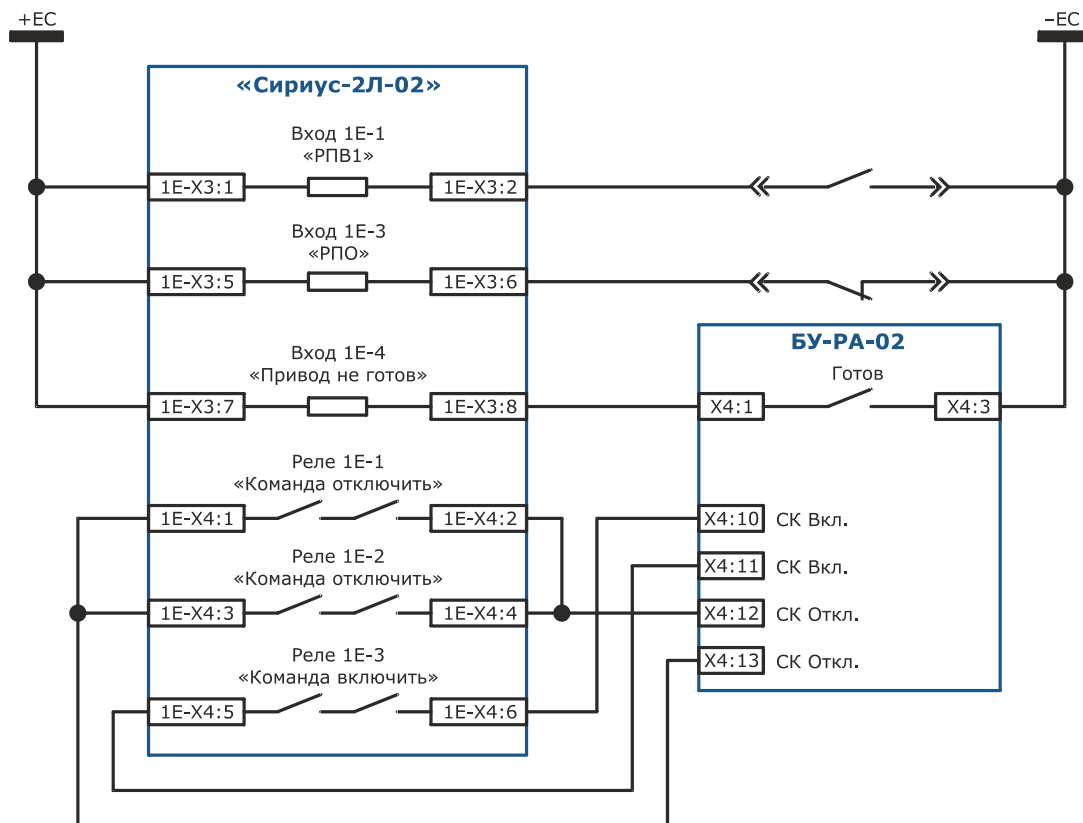 +EC
–EC
«Сириус-2Л-02»
Вход 1Е-1
«РПВ1»
1Е-Х3:1
1Е-Х3:2
Вход 1Е-3
«РПО»
1Е-Х3:5
1Е-Х3:6
БУ-РА-02
Вход 1Е-4
«Привод не готов»
Готов
1Е-Х3:7
1Е-Х3:8
Х4:1
Х4:3
Реле 1Е-1
«Команда отключить»
1Е-Х4:1
1Е-Х4:2
Х4:10 СК Вкл.
Реле 1Е-2
«Команда отключить»
Х4:11 СК Вкл.
1Е-Х4:3
1Е-Х4:4
Х4:12 СК Откл.
Реле 1Е-3
«Команда включить»
Х4:13 СК Откл.
1Е-Х4:5
1Е-Х4:6